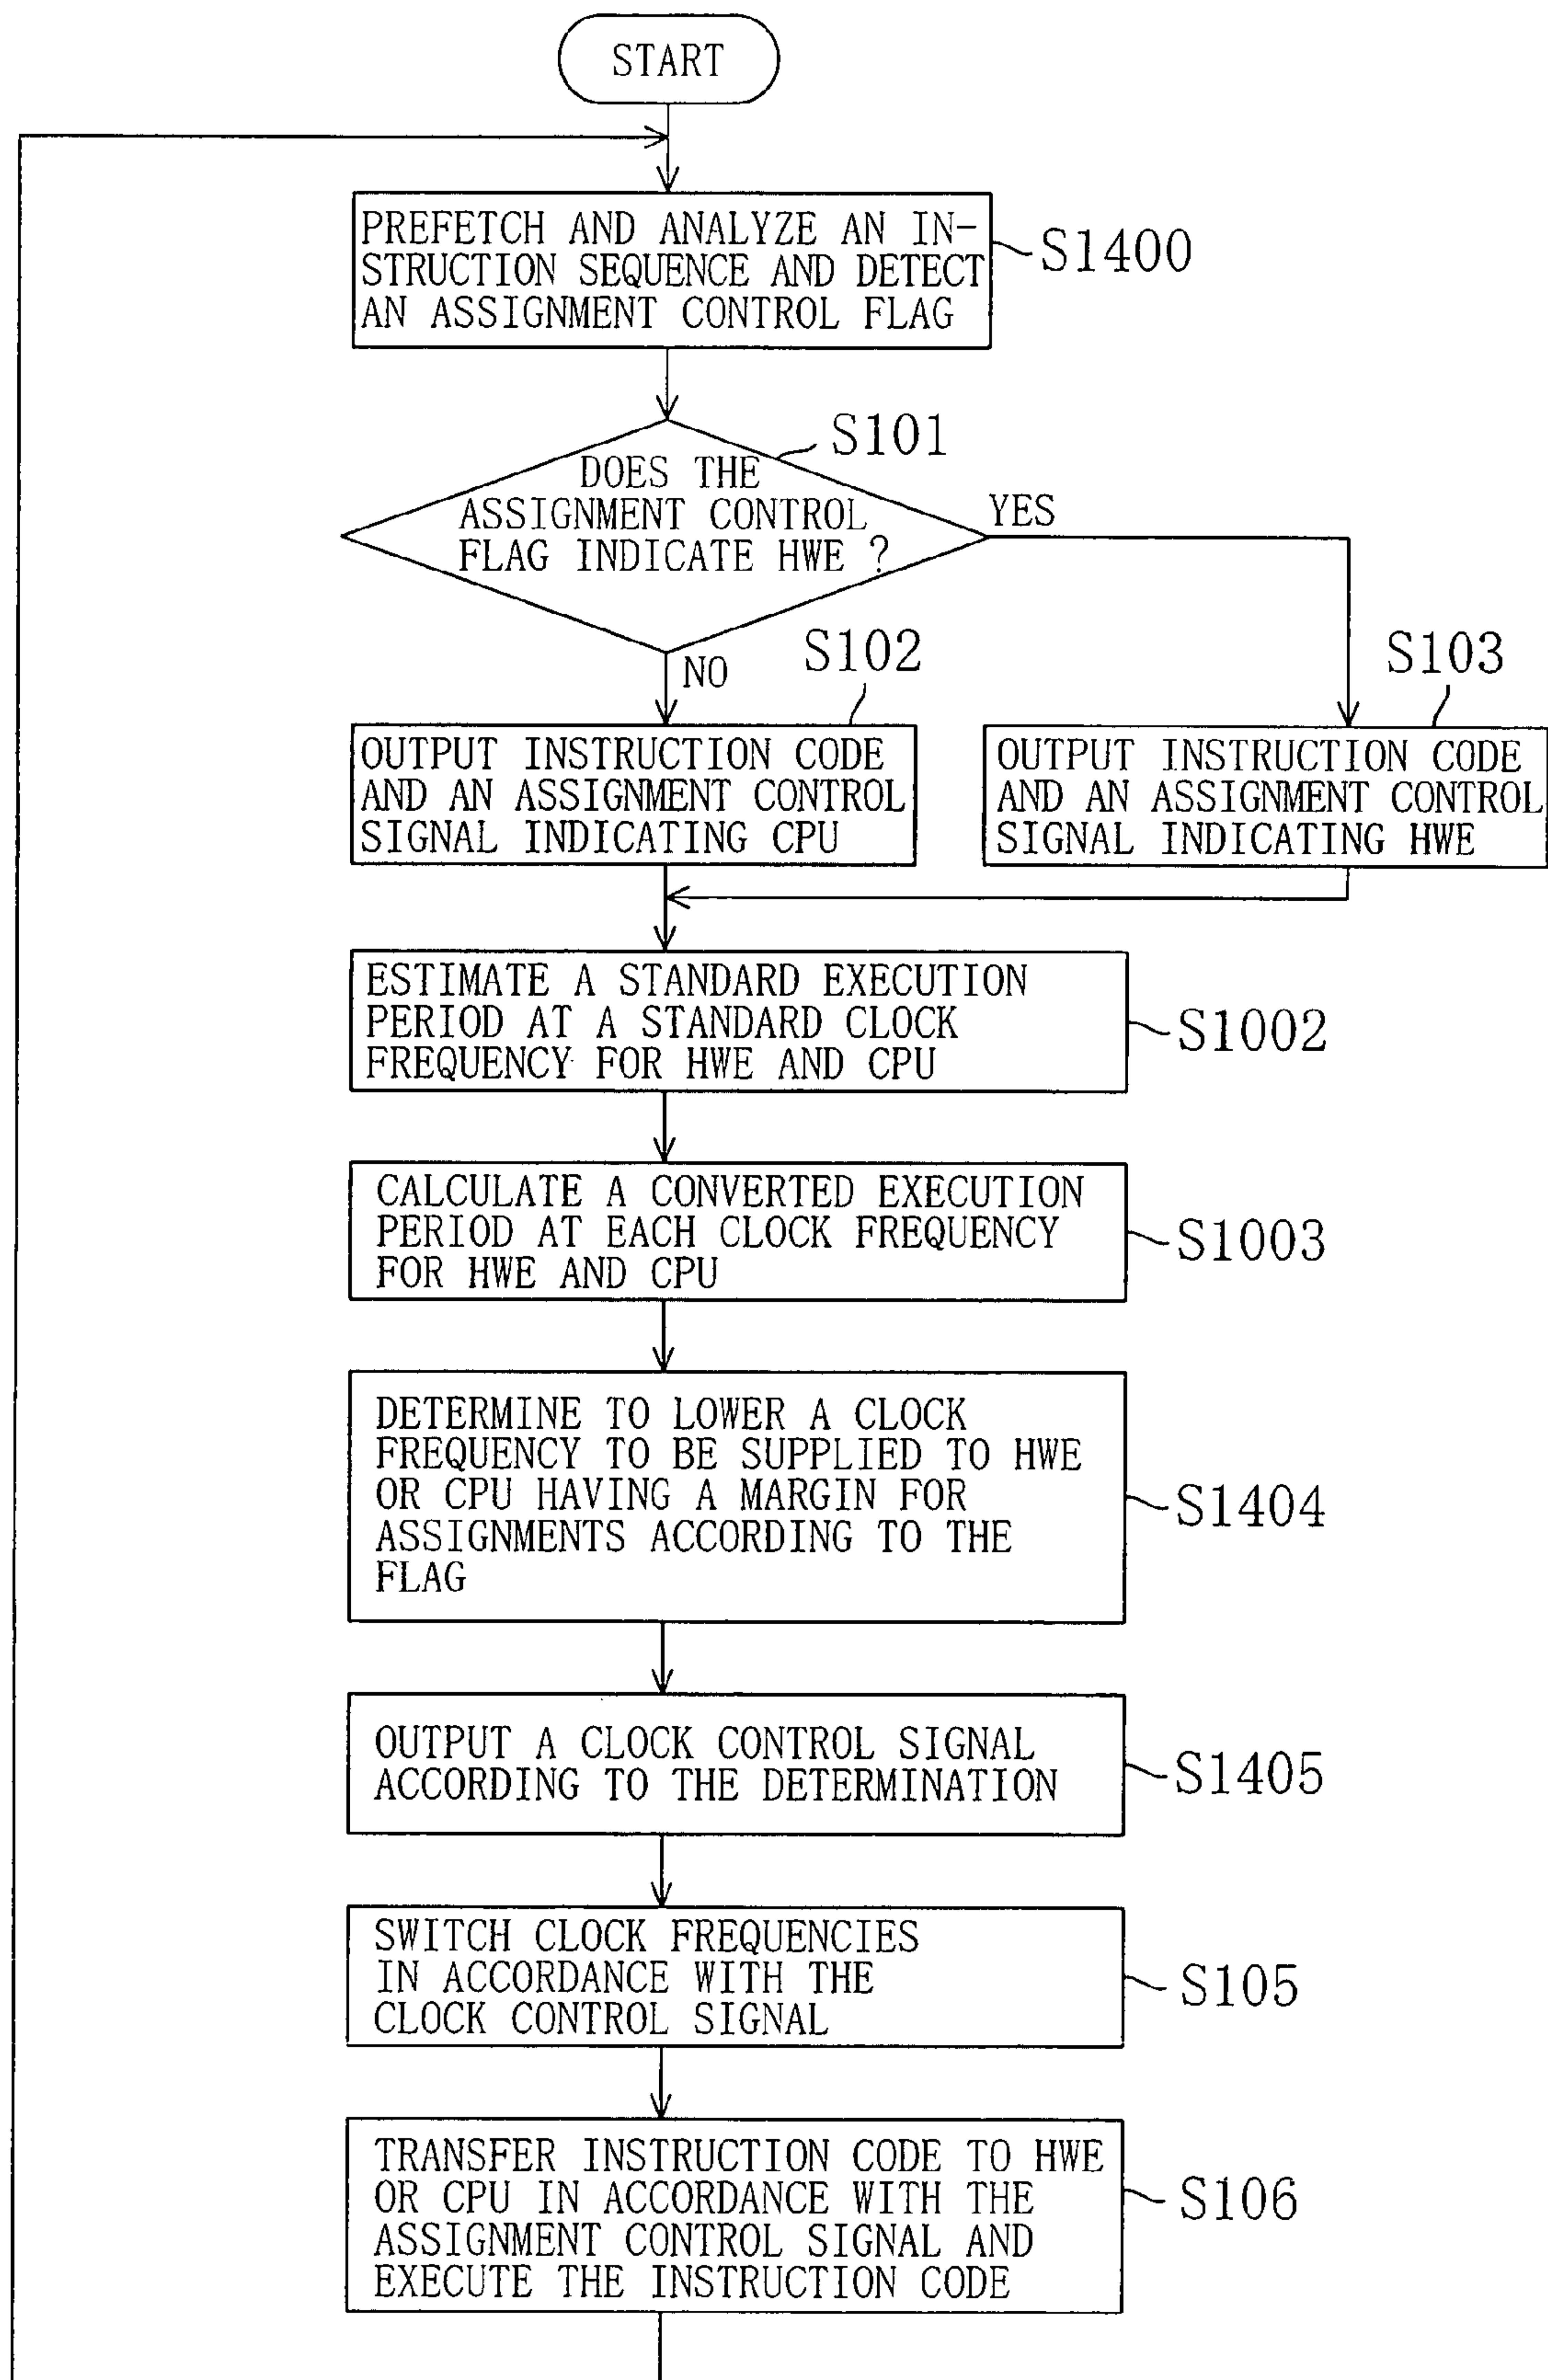 START
PREFETCH AND ANALYZE AN IN-
STRUCTION SEQUENCE AND DETECT
AN ASSIGNMENT CONTROL FLAG
S1400
S101
DOES THE
ASSIGNMENT CONTROL
FLAG INDICATE HWE ?
YES
NO
S102
S103
OUTPUT INSTRUCTION CODE
AND AN ASSIGNMENT CONTROL
SIGNAL INDICATING CPU
OUTPUT INSTRUCTION CODE
AND AN ASSIGNMENT CONTROL
SIGNAL INDICATING HWE
ESTIMATE A STANDARD EXECUTION
PERIOD AT A STANDARD CLOCK
FREQUENCY FOR HWE AND CPU
S1002
CALCULATE A CONVERTED EXECUTION
PERIOD AT EACH CLOCK FREQUENCY
FOR HWE AND CPU
S1003
DETERMINE TO LOWER A CLOCK
FREQUENCY TO BE SUPPLIED TO HWE
OR CPU HAVING A MARGIN FOR
ASSIGNMENTS ACCORDING TO THE
FLAG
S1404
OUTPUT A CLOCK CONTROL SIGNAL
ACCORDING TO THE DETERMINATION
S1405
SWITCH CLOCK FREQUENCIES
IN ACCORDANCE WITH THE
CLOCK CONTROL SIGNAL
S105
TRANSFER INSTRUCTION CODE TO HWE
OR CPU IN ACCORDANCE WITH THE
ASSIGNMENT CONTROL SIGNAL AND
EXECUTE THE INSTRUCTION CODE
S106